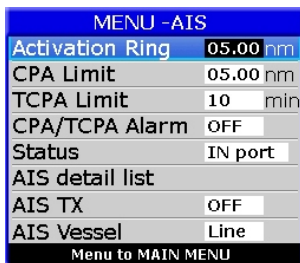 MENU -AIS
Activation Ring 05.00 nm
CPA Limit 05.00 nm
TCPA Limit 10 min
CPA/TCPA Alarm OFF
Status IN port
AIS detail list
AIS TX OFF
AIS Vessel Line
Menu to MAIN MENU